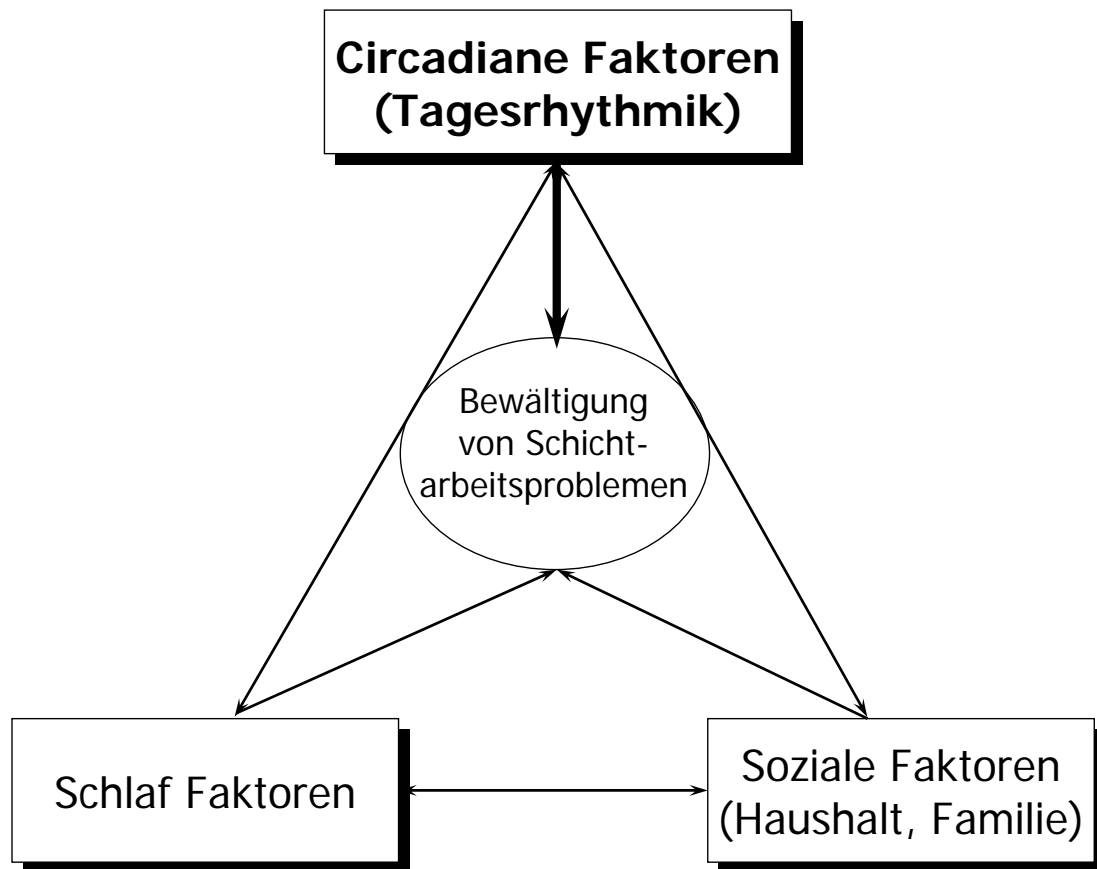 Circadiane Faktoren
(Tagesrhythmik)
Bewältigung
von Schicht-
arbeitsproblemen
Schlaf Faktoren
Soziale Faktoren
(Haushalt, Familie)